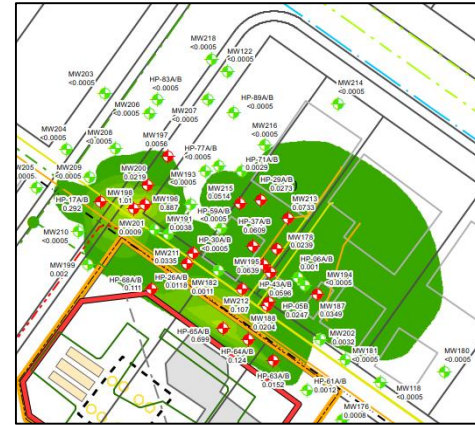 MW218
<0.0005
MW122
<0.0005
MW203
<0.0005
HP-83A/B
<0.0005
MW214
<0.0005
MW206
<0.0005
MW207
<0.0005
HP-89A/B
<0.0005
MW204
<0.0005
MW208
<0.0005
MW197
0.0056
HP-77A/B
<0.0005
MW216
<0.0005
MW209
<0.0005
MW200
0.0219
MW193
<0.0005
HP-71A/B
0.0029
HP-17A/B
0.292
MW198
1.01
MW196
0.887
MW215
0.0514
HP-29A/B
0.0273
MW213
0.0733
MW201
0.0009
MW191
0.0038
HP-59A/B
<0.0005
HP-37A/B
0.0609
MW210
<0.0005
HP-30A/B
<0.0005
MW178
0.0239
MW199
0.002
MW211
0.0335
MW195
0.0639
HP-06A/B
0.001
HP-68A/B
0.111
HP-26A/B
0.0118
MW182
0.0011
HP-43A/B
0.0596
MW194
<0.0005
MW212
0.107
HP-05B
0.0247
MW187
0.0349
HP-65A/B
0.699
MW188
0.0204
MW202
0.0032
HP-64A/B
0.124
MW181
<0.0005
MW180
<0.0005
HP-63A/B
0.0152
HP-61A/B
0.0012
MW118
<0.0005
MW176
0.0008